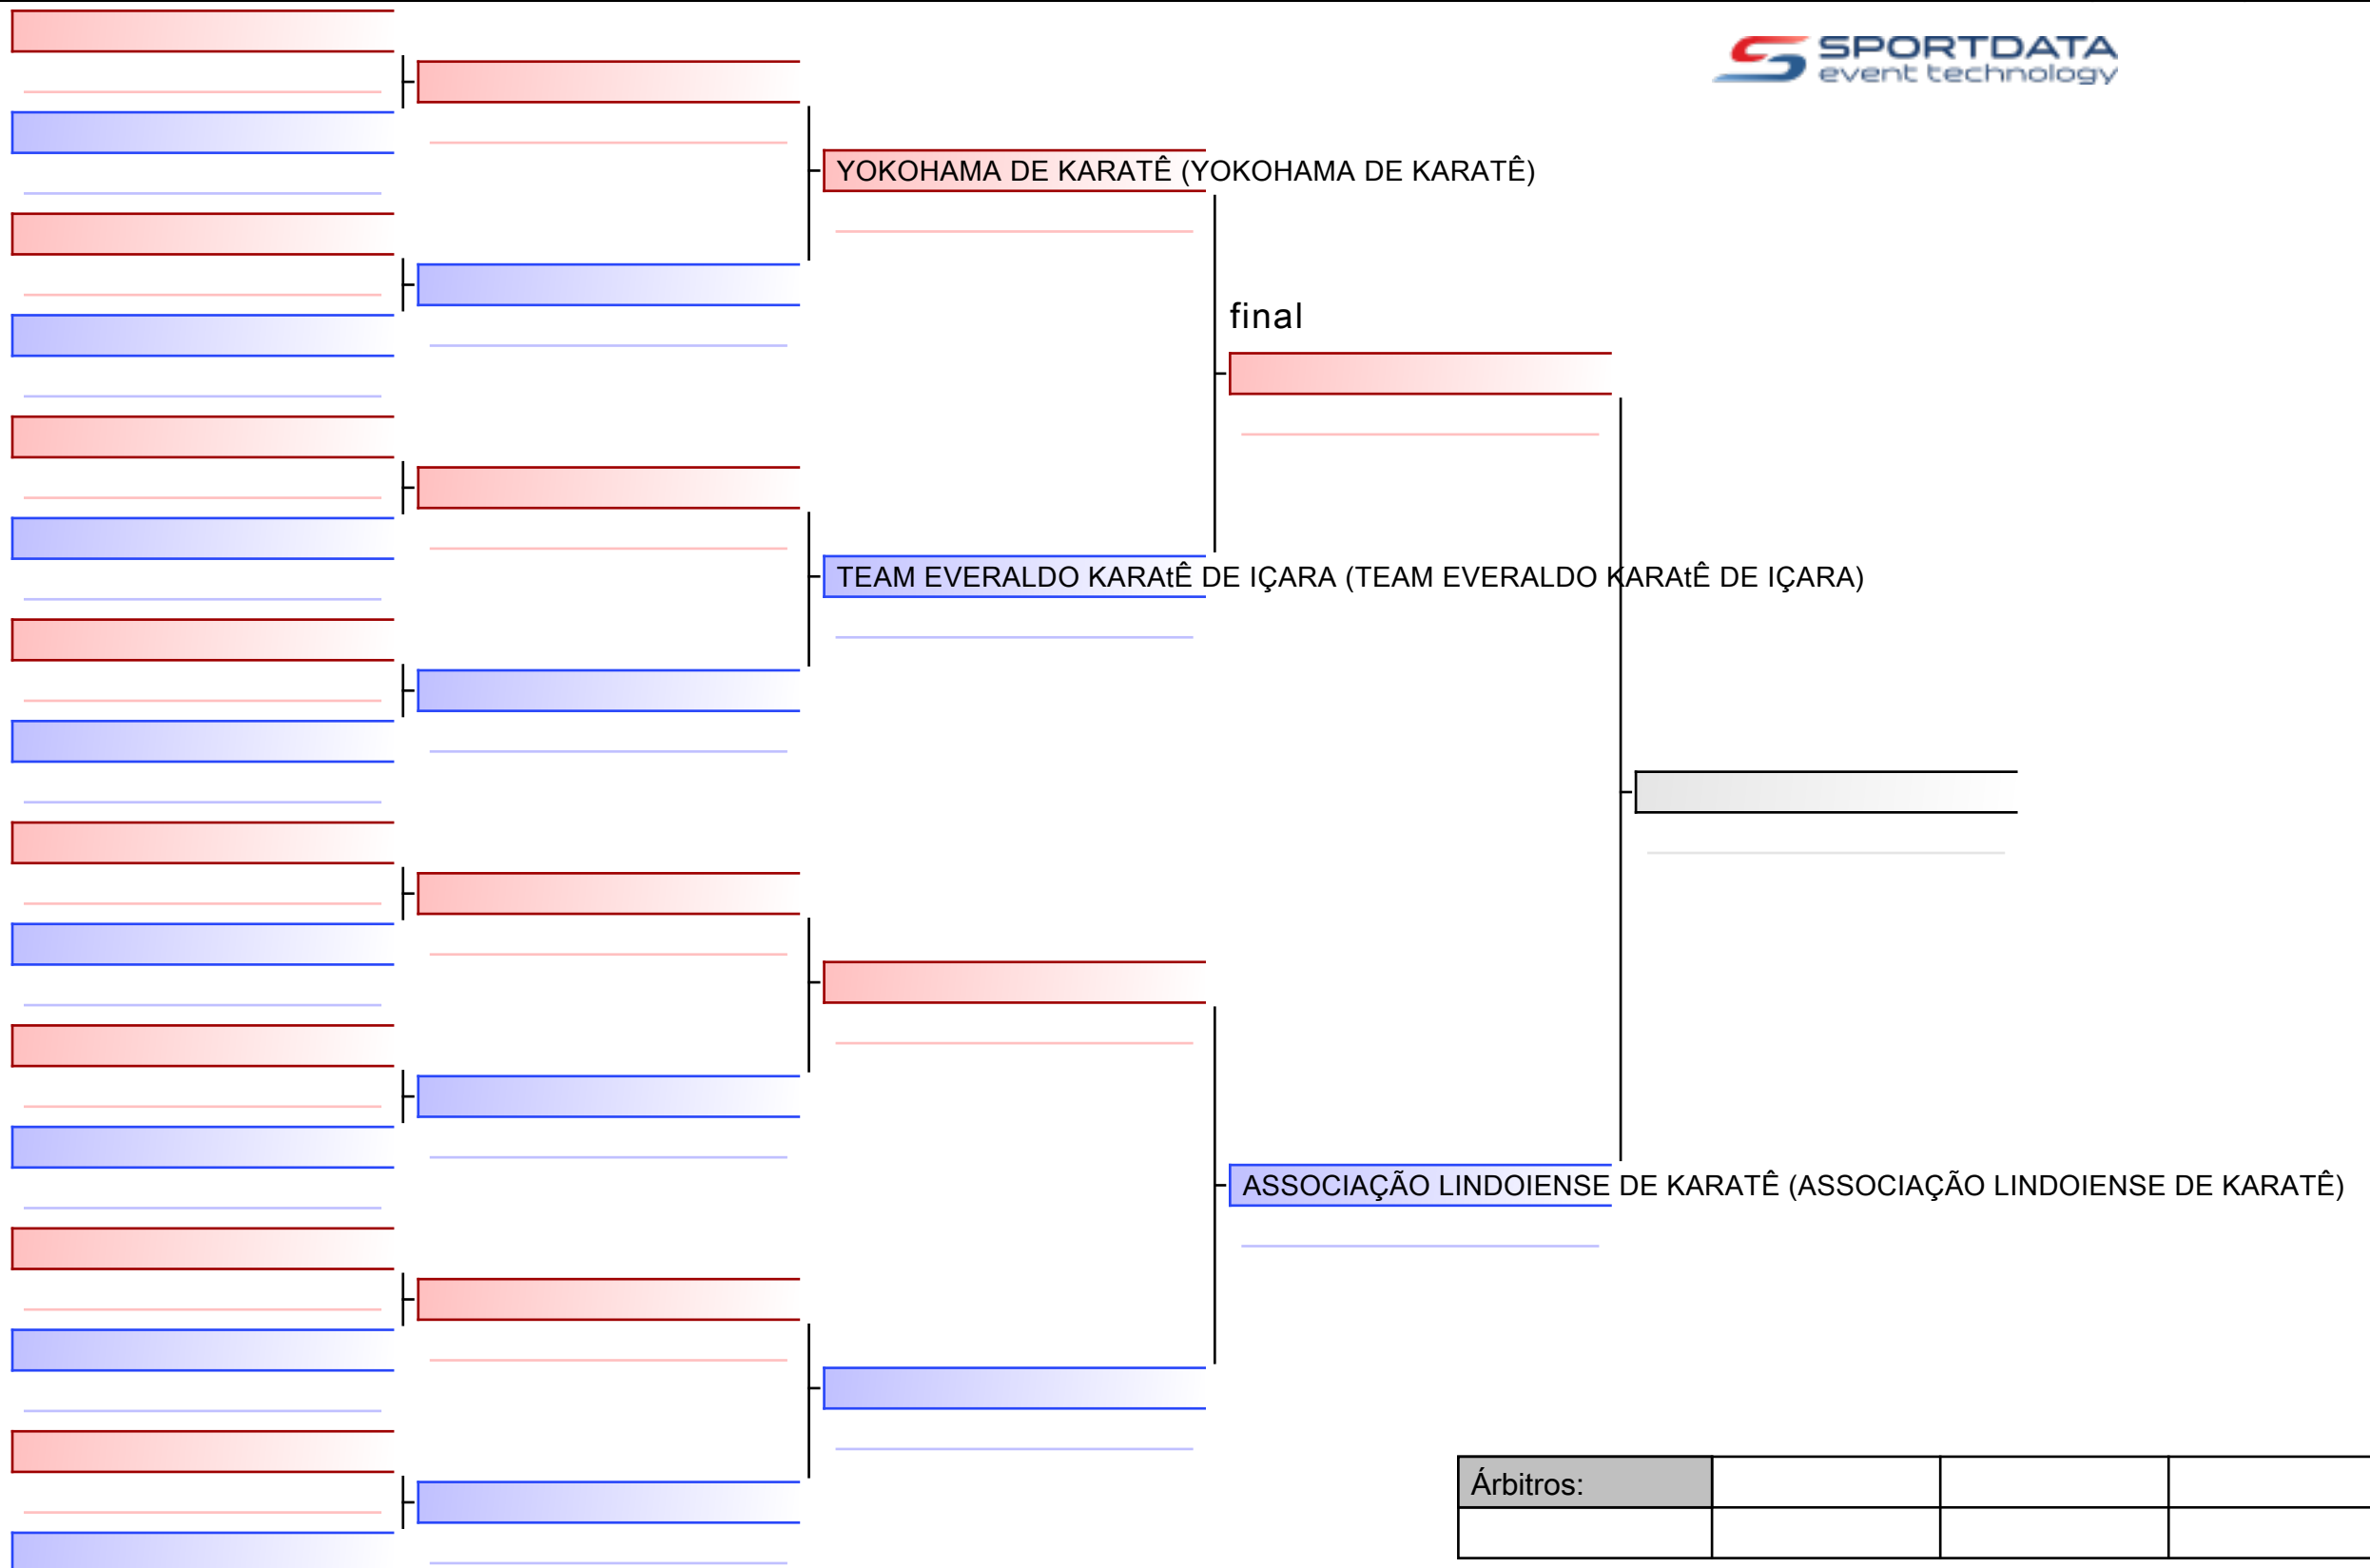 SPORTDATA
event technology
YOKOHAMA DE KARATÊ (YOKOHAMA DE KARATÊ)
final
TEAM EVERALDO KARAtÊ DE IÇARA (TEAM EVERALDO KARAtÊ DE IÇARA)
ASSOCIAÇÃO LINDOIENSE DE KARATÊ (ASSOCIAÇÃO LINDOIENSE DE KARATÊ)
Árbitros: